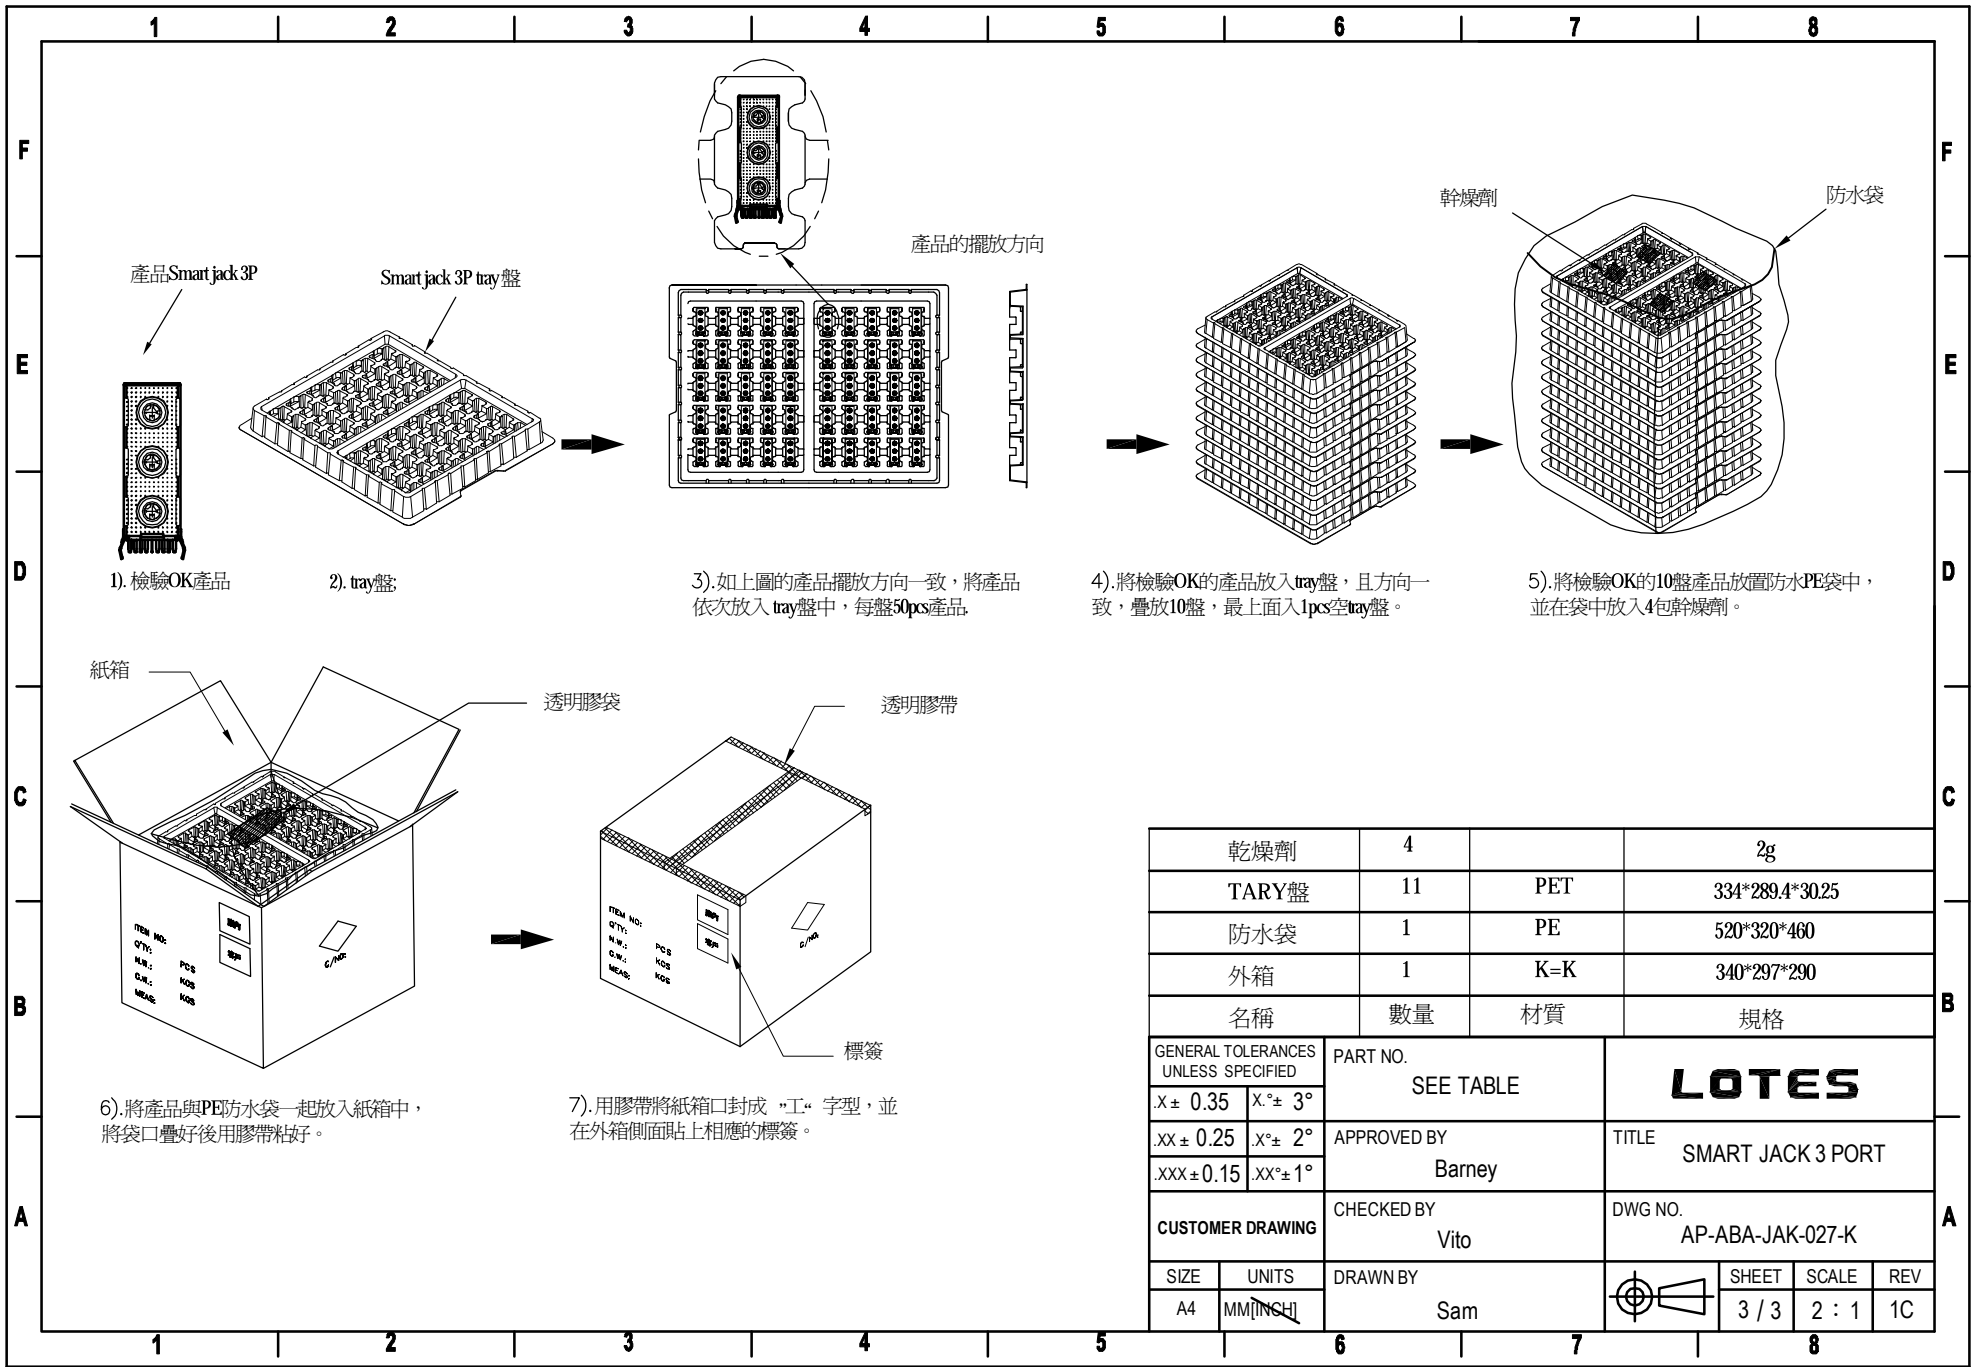 1 2 3 4 5 6 7 8
F
E
D
C
B
A
F
E
D
C
B
A
產品的擺放方向
幹燥劑
防水袋
產品Smart jack 3P
Smart jack 3P tray盤
1). 檢驗OK產品
2). tray盤;
3).如上圖的產品擺放方向一致，將產品
依次放入 tray盤中，每盤50pcs產品.
4).將檢驗OK的產品放入tray盤，且方向一
致，疊放10盤，最上面入1pcs空tray盤。
5).將檢驗OK的10盤產品放置防水PE袋中，
並在袋中放入4包幹燥劑。
紙箱
透明膠袋
透明膠帶
ITEM NO:
Q'TY: PCS
N.W.: KGS
G.W.: KGS
MEAS:
C/NO:
ITEM NO:
Q'TY: PCS
N.W.: KGS
G.W.: KGS
MEAS:
C/NO:
標簽
6).將產品與PE防水袋一起放入紙箱中，
將袋口疊好後用膠帶粘好。
7).用膠帶將紙箱口封成 ”工“ 字型，並
在外箱側面貼上相應的標簽。
乾燥劑 4 2g
TARY盤 11 PET 334*289.4*30.25
防水袋 1 PE 520*320*460
外箱 1 K=K 340*297*290
名稱 數量 材質 規格
GENERAL TOLERANCES
UNLESS SPECIFIED
.X ± 0.35 X.°± 3°
.XX ± 0.25 .X°± 2°
.XXX ± 0.15 .XX°± 1°
CUSTOMER DRAWING
SIZE UNITS
A4 MM[INCH]
PART NO.
SEE TABLE
APPROVED BY
Barney
CHECKED BY
Vito
DRAWN BY
Sam
LOTES
TITLE
SMART JACK 3 PORT
DWG NO.
AP-ABA-JAK-027-K
SHEET SCALE REV
3 / 3 2 : 1 1C
1 2 3 4 5 6 7 8